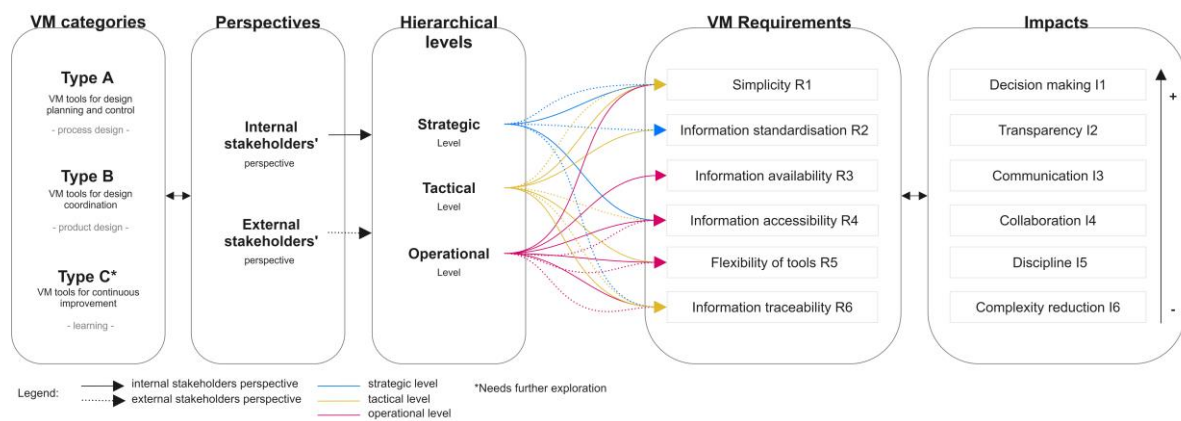 VM categories
Type A
VM tools for design
planning and control
- process design -
Type B
VM tools for design
coordination
- product design -
Type C*
VM tools for continuous
improvement
- learning -
Perspectives
Internal
stakeholders'
perspective
External
stakeholders'
perspective
Hierarchical
levels
Strategic
Level
Tactical
Level
Operational
Level
VM Requirements
Simplicity R1
Information standardisation R2
Information availability R3
Information accessibility R4
Flexibility of tools R5
Information traceability R6
Impacts
Decision making I1
Transparency I2
Communication I3
Collaboration I4
Discipline I5
Complexity reduction I6
+
-
Legend:
internal stakeholders perspective
external stakeholders perspective
strategic level
tactical level
operational level
*Needs further exploration